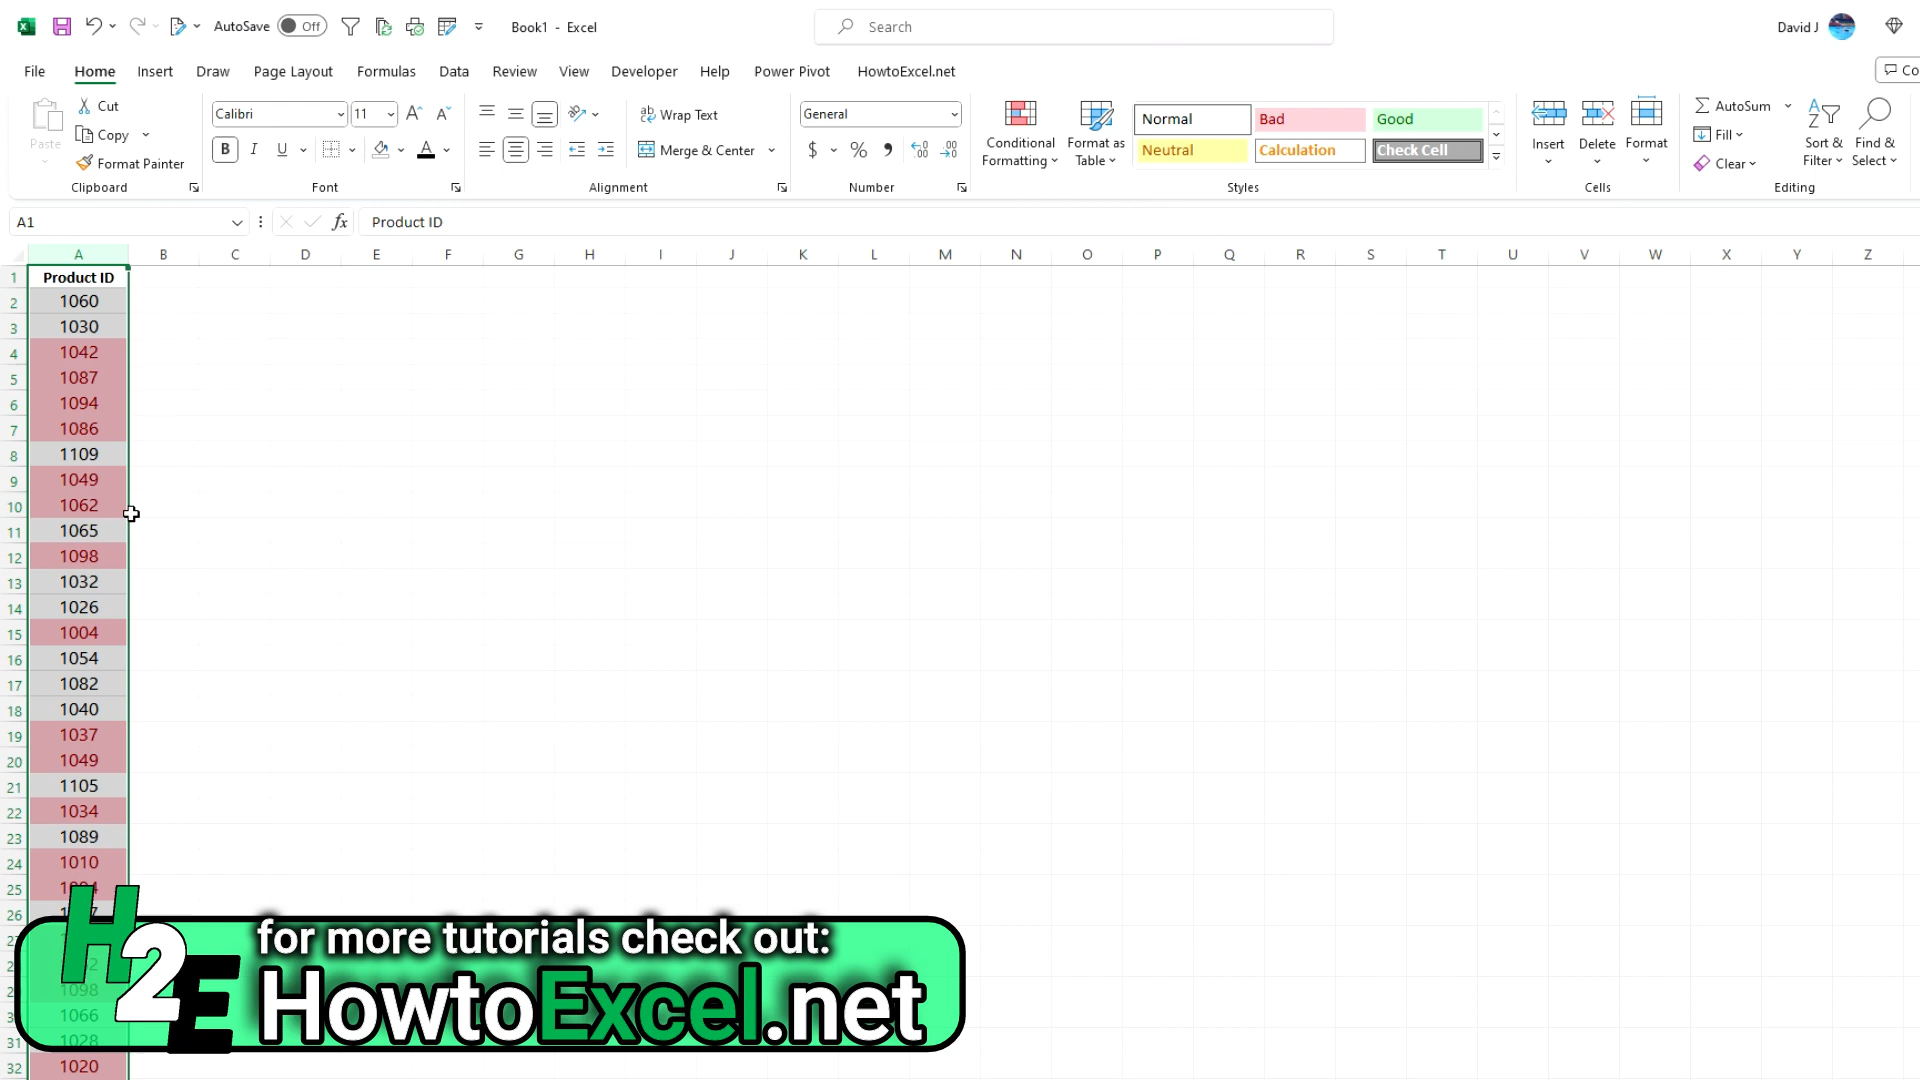 AutoSave Off Book1 - Excel Search David J
File Home Insert Draw Page Layout Formulas Data Review View Developer Help Power Pivot HowtoExcel.net Co
Paste Cut Copy Format Painter Clipboard
Calibri 11 B I U A Font
Wrap Text Merge & Center Alignment
General $ % Number
Conditional Formatting Format as Table Normal Bad Good Neutral Calculation Check Cell Styles
Insert Delete Format Cells
AutoSum Fill Clear Sort & Filter Find & Select Editing
A1 fx Product ID
A B C D E F G H I J K L M N O P Q R S T U V W X Y Z
1 Product ID
2 1060
3 1030
4 1042
5 1087
6 1094
7 1086
8 1109
9 1049
10 1062
11 1065
12 1098
13 1032
14 1026
15 1004
16 1054
17 1082
18 1040
19 1037
20 1049
21 1105
22 1034
23 1089
24 1010
25
26
1098
1066
31 1028
32 1020
H2E
for more tutorials check out:
HowtoExcel.net